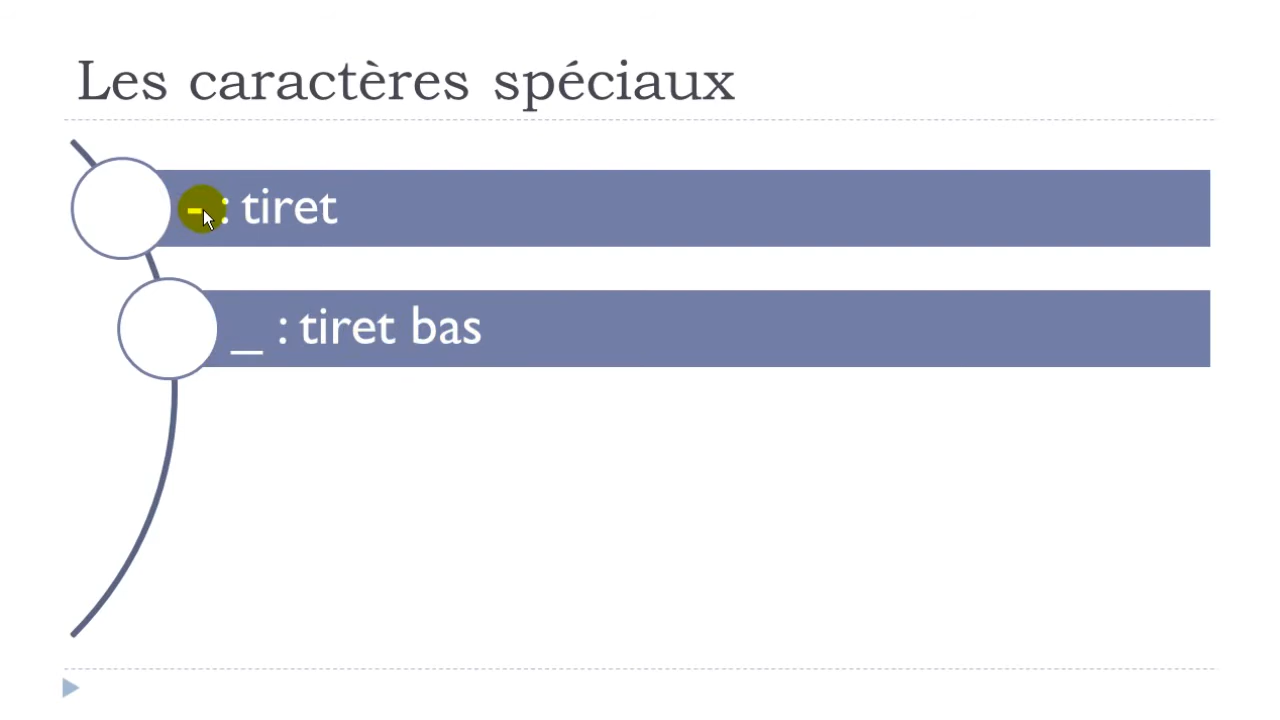 Les caractères spéciaux
- : tiret
_ : tiret bas